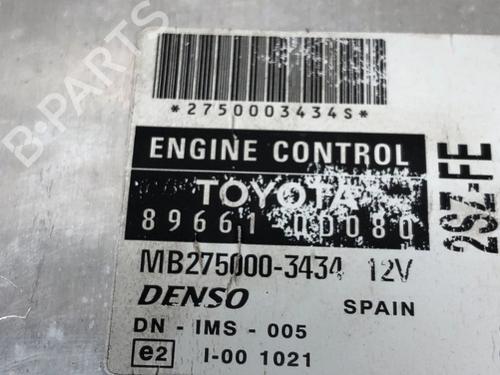 B-PARTS
*2750003434S*
ENGINE CONTROL
TOYOTA
89661-0D080
2SZ-FE
MB275000-3434 12V
DENSO SPAIN
DN - IMS - 005
e2 I-00 1021